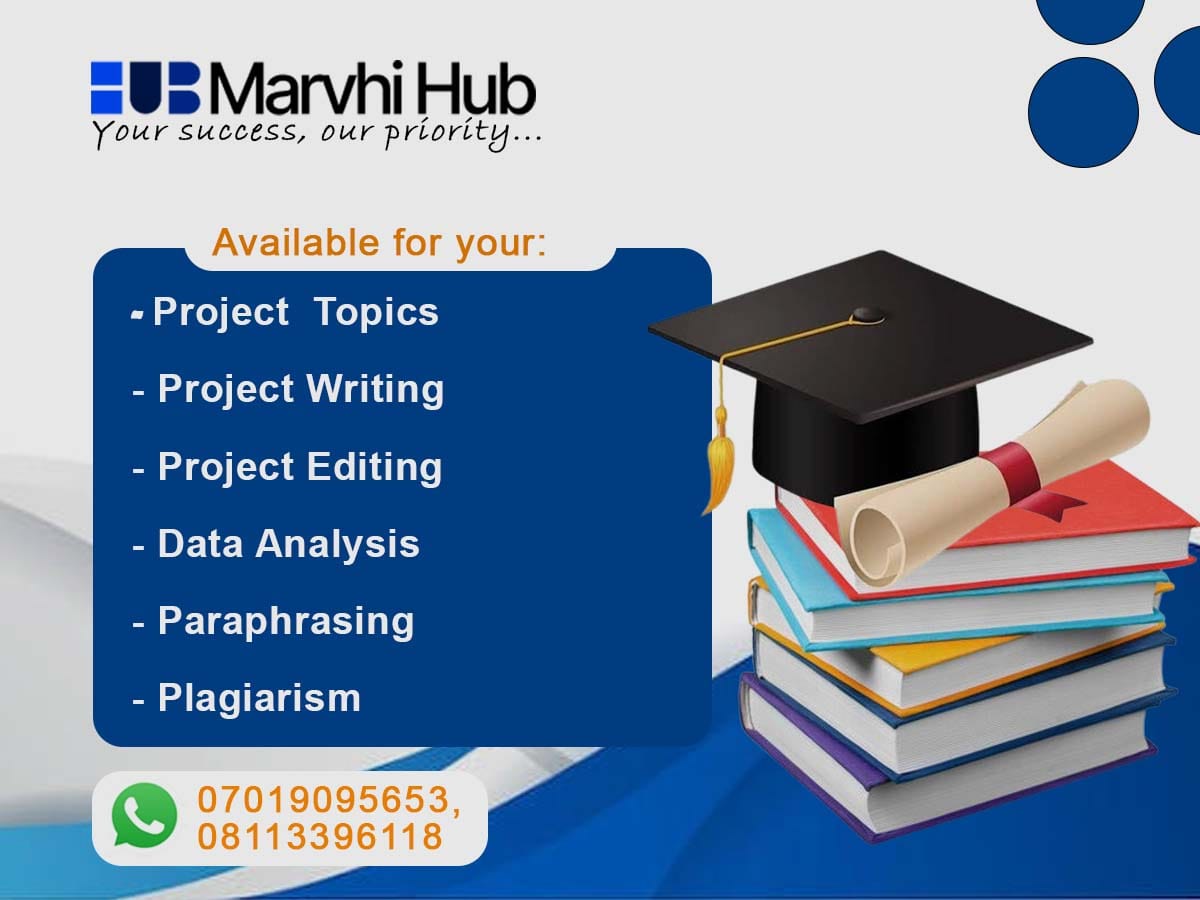 HUB Marvhi Hub
Your success, our priority...
Available for your:
- Project Topics
- Project Writing
- Project Editing
- Data Analysis
- Paraphrasing
- Plagiarism
07019095653,
08113396118